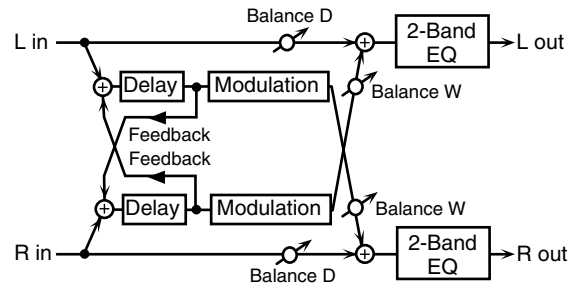 Balance D
L in
2-Band
EQ
L out
Delay
Modulation
Balance W
Feedback
Feedback
Delay
Modulation
Balance W
R in
2-Band
EQ
R out
Balance D